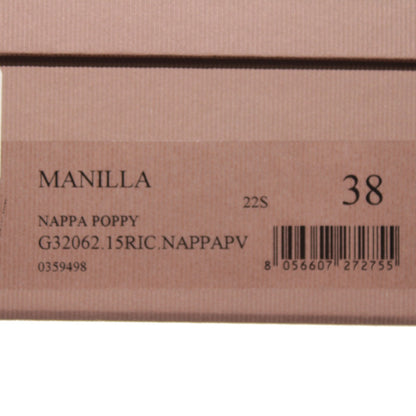 MANILLA
22S 38
NAPPA POPPY
G32062.15RIC.NAPPAPV
0359498
8 056607 272755